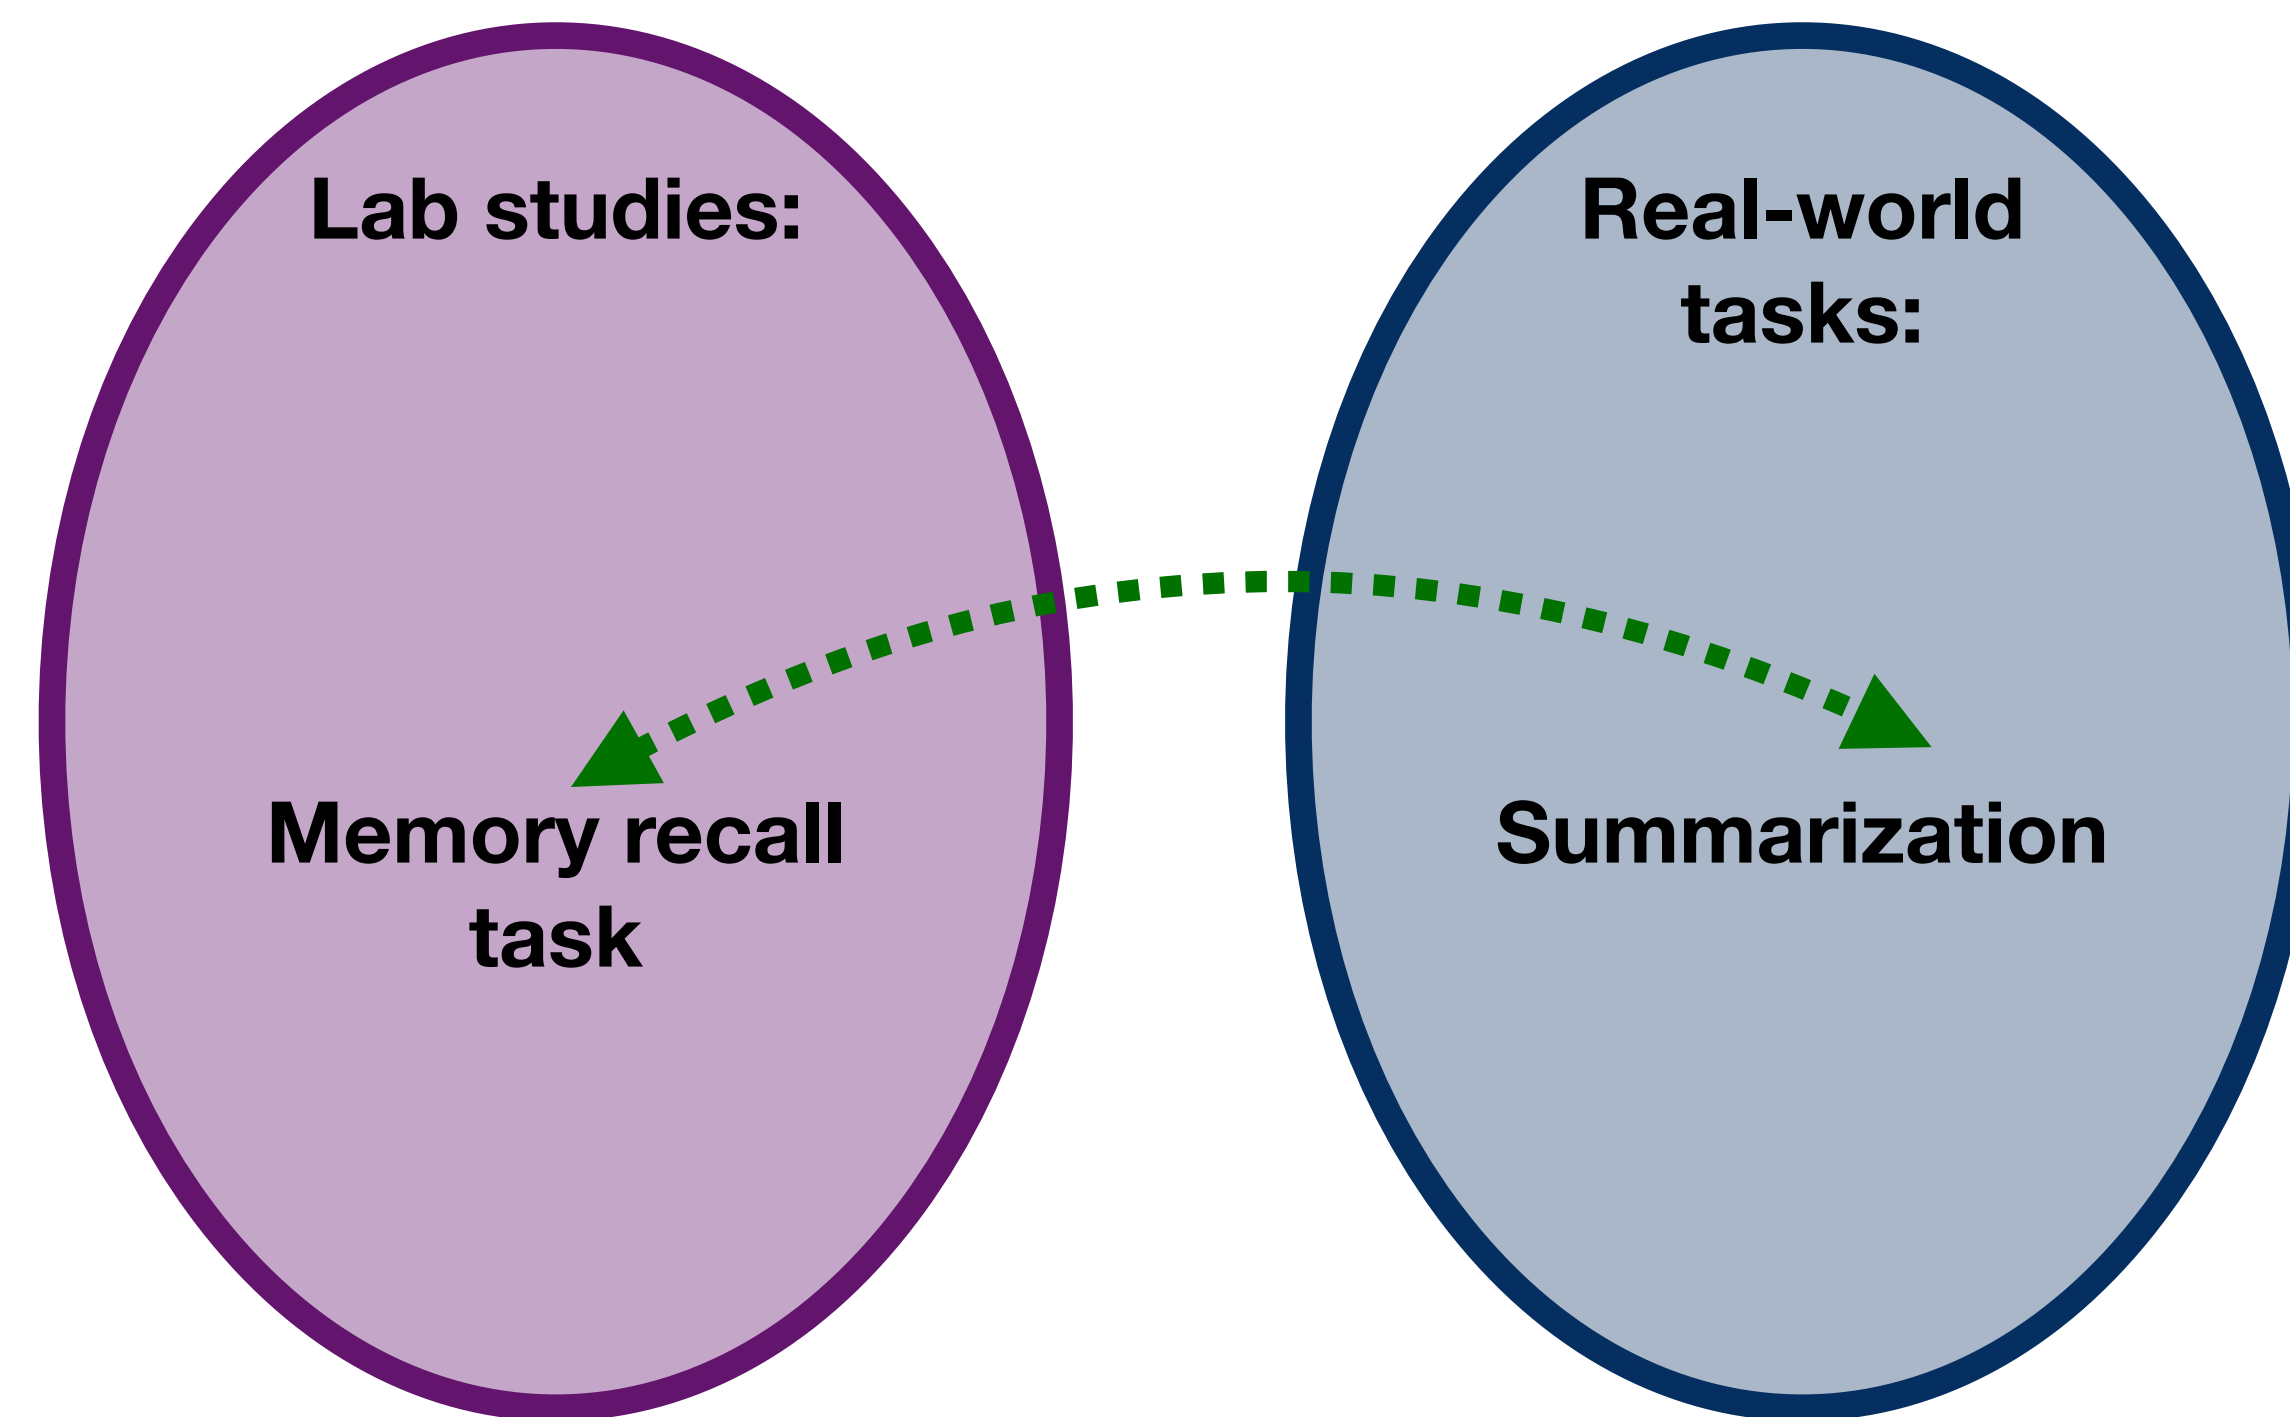 Lab studies:
Memory recall
task
Real-world
tasks:
Summarization